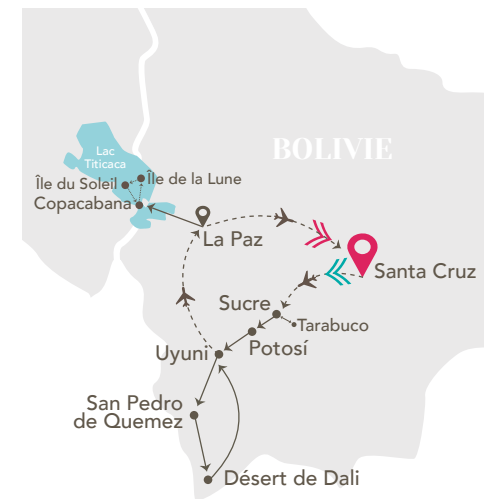 BOLIVIE
Lac
Titicaca
Île du Soleil
Île de la Lune
Copacabana
La Paz
Santa Cruz
Sucre
Tarabuco
Potosí
Uyuni
San Pedro
de Quemez
Désert de Dali